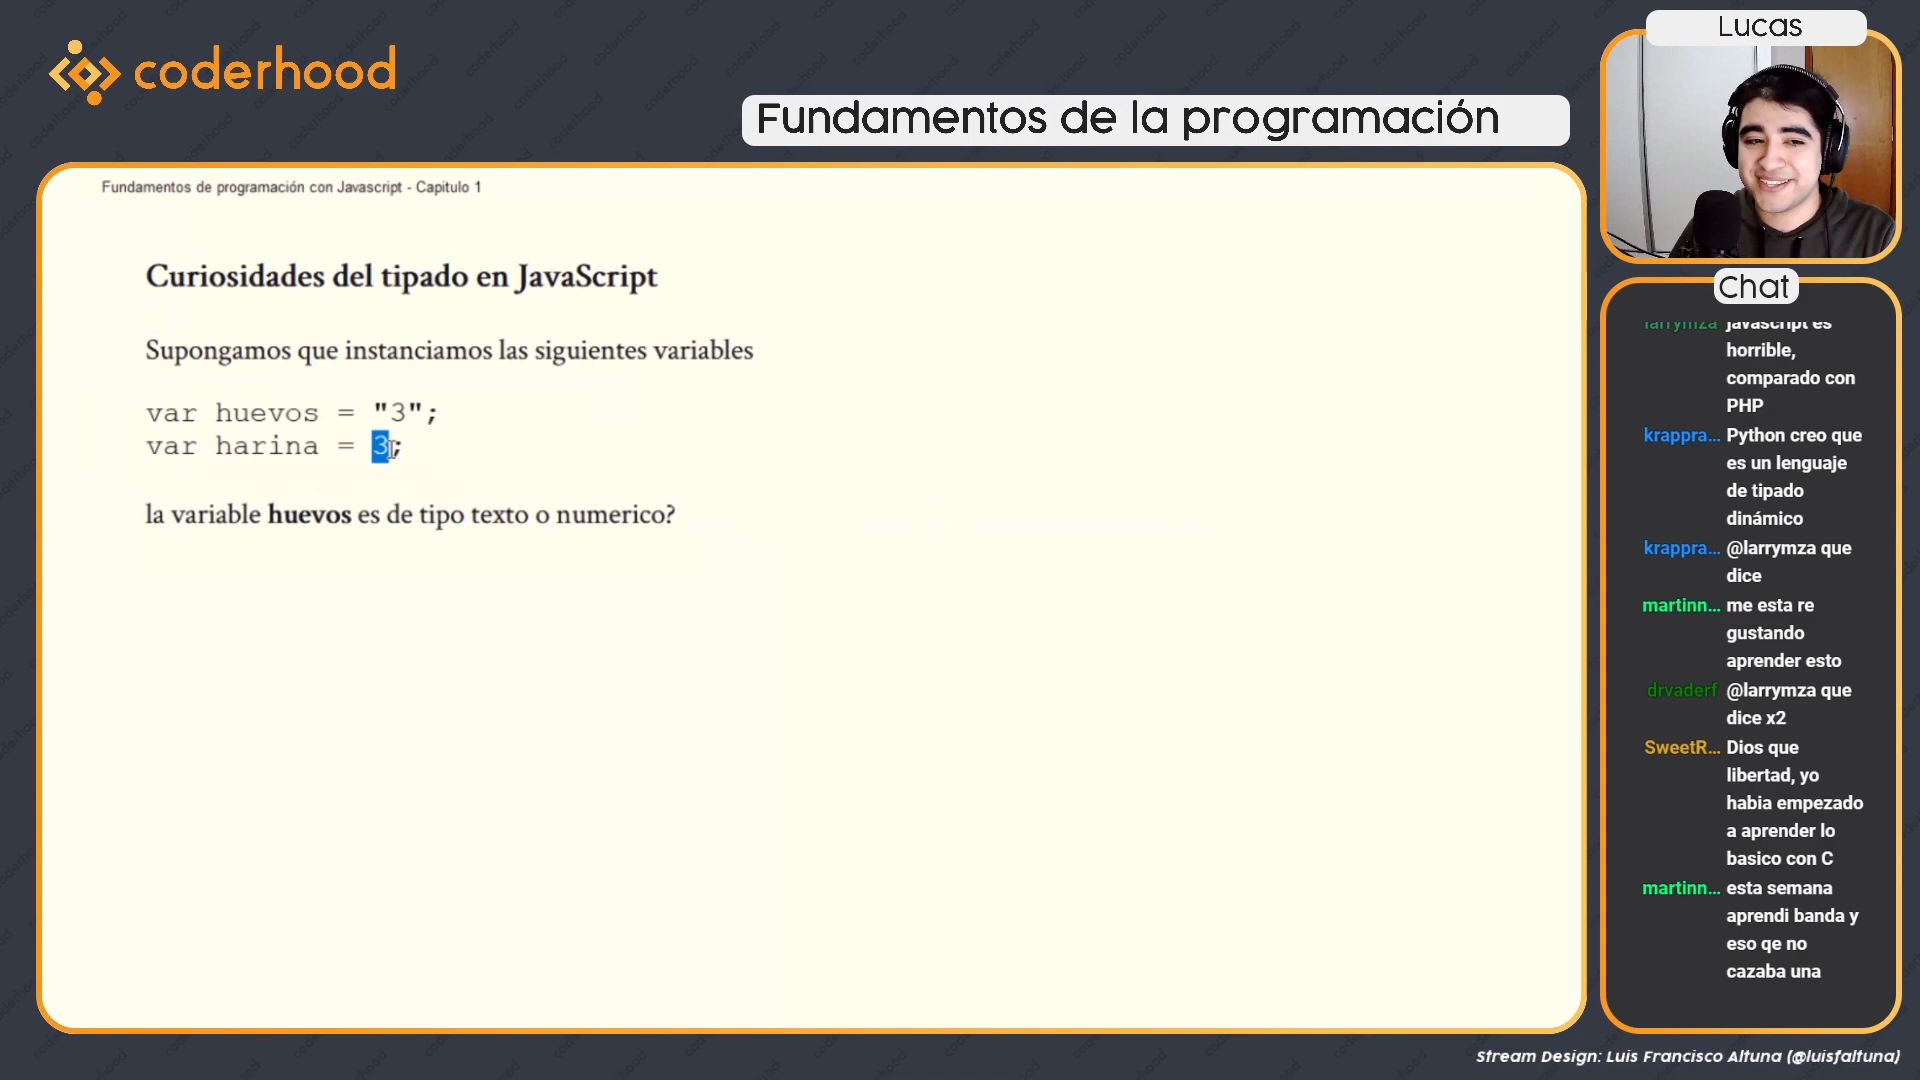 coderhood
Fundamentos de la programación
Lucas
Fundamentos de programación con Javascript - Capitulo 1
Curiosidades del tipado en JavaScript
Supongamos que instanciamos las siguientes variables
var huevos = "3";
var harina = 3;
la variable huevos es de tipo texto o numerico?
Chat
larrymza javascript es
horrible,
comparado con
PHP
krappra... Python creo que
es un lenguaje
de tipado
dinámico
krappra... @larrymza que
dice
martinn... me esta re
gustando
aprender esto
drvaderf @larrymza que
dice x2
SweetR... Dios que
libertad, yo
habia empezado
a aprender lo
basico con C
martinn... esta semana
aprendi banda y
eso qe no
cazaba una
Stream Design: Luis Francisco Altuna (@luisfaltuna)